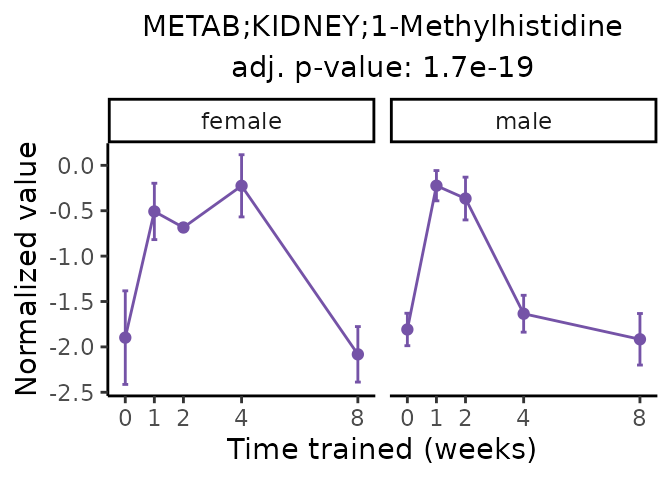 METAB;KIDNEY;1-Methylhistidine
adj. p-value: 1.7e-19
female
male
Normalized value
0.0
-0.5
-1.0
-1.5
-2.0
-2.5
0 1 2 4 8
0 1 2 4 8
Time trained (weeks)